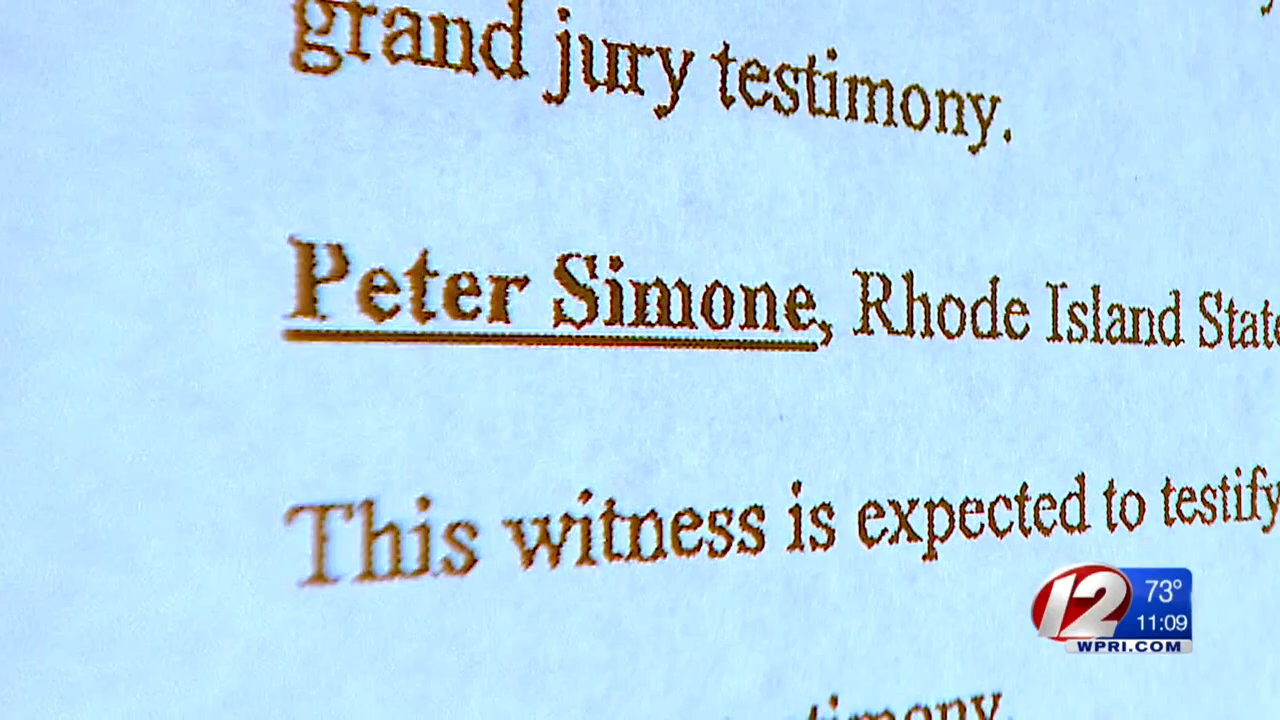 grand jury testimony.
Peter Simone, Rhode Island State
This witness is expected to testify
testimony.
12 73°
11:09
WPRI.COM